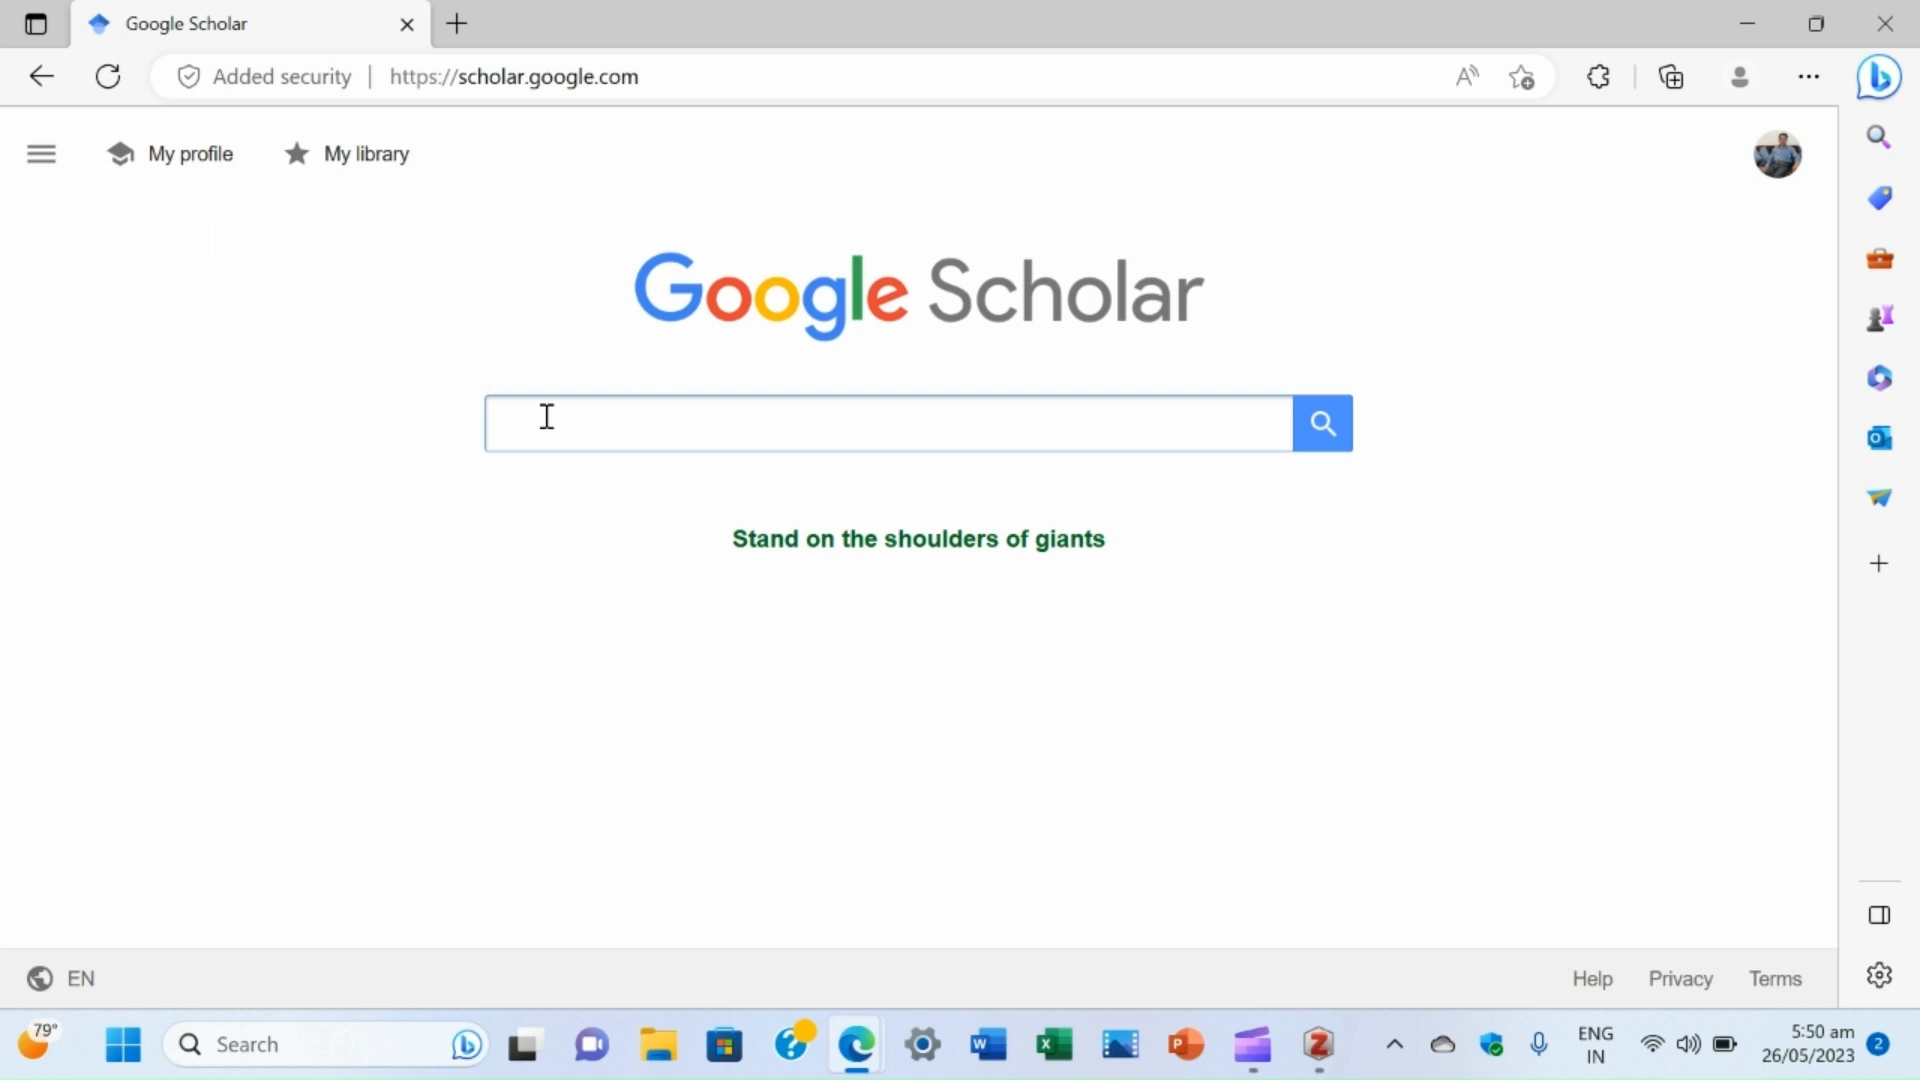 Google Scholar
Added security | https://scholar.google.com
My profile
My library
Google Scholar
Stand on the shoulders of giants
EN
Help
Privacy
Terms
79°
Search
ENG
IN
5:50 am
26/05/2023
2